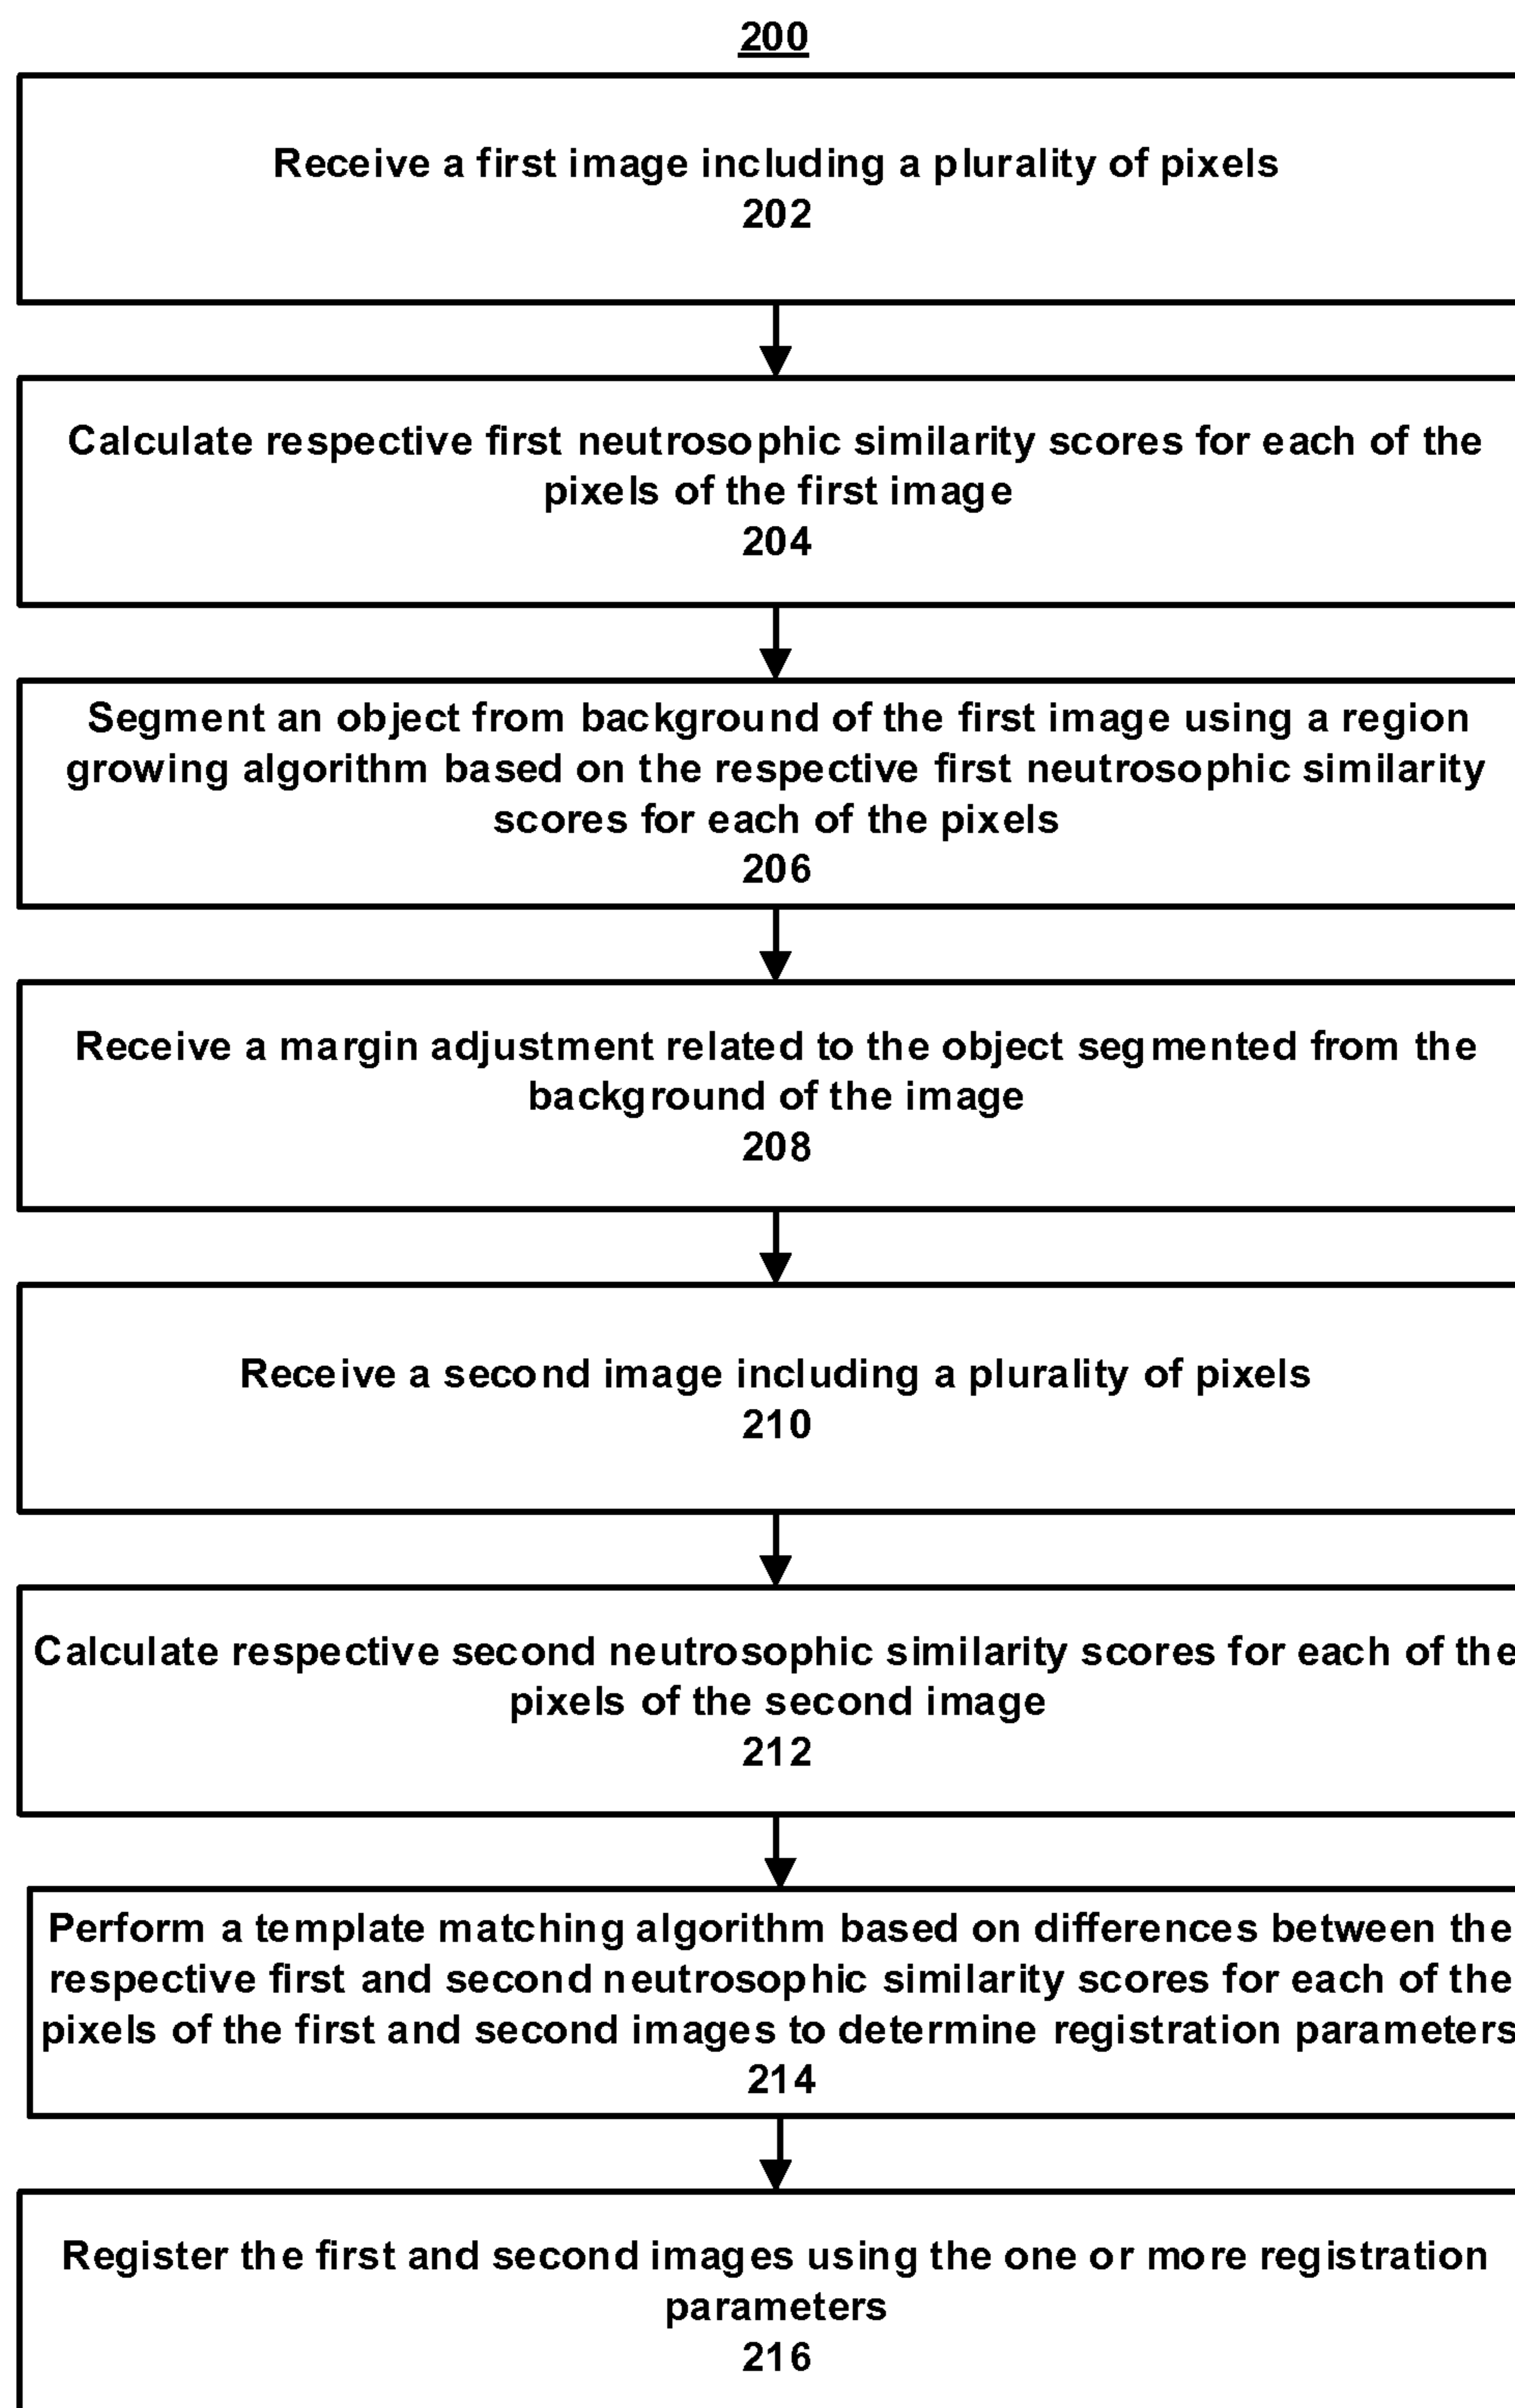 200
Receive a first image including a plurality of pixels
202
Calculate respective first neutrosophic similarity scores for each of the
pixels of the first image
204
Segment an object from background of the first image using a region
growing algorithm based on the respective first neutrosophic similarity
scores for each of the pixels
206
Receive a margin adjustment related to the object segmented from the
background of the image
208
Receive a second image including a plurality of pixels
210
Calculate respective second neutrosophic similarity scores for each of the
pixels of the second image
212
Perform a template matching algorithm based on differences between the
respective first and second neutrosophic similarity scores for each of the
pixels of the first and second images to determine registration parameters
214
Register the first and second images using the one or more registration
parameters
216